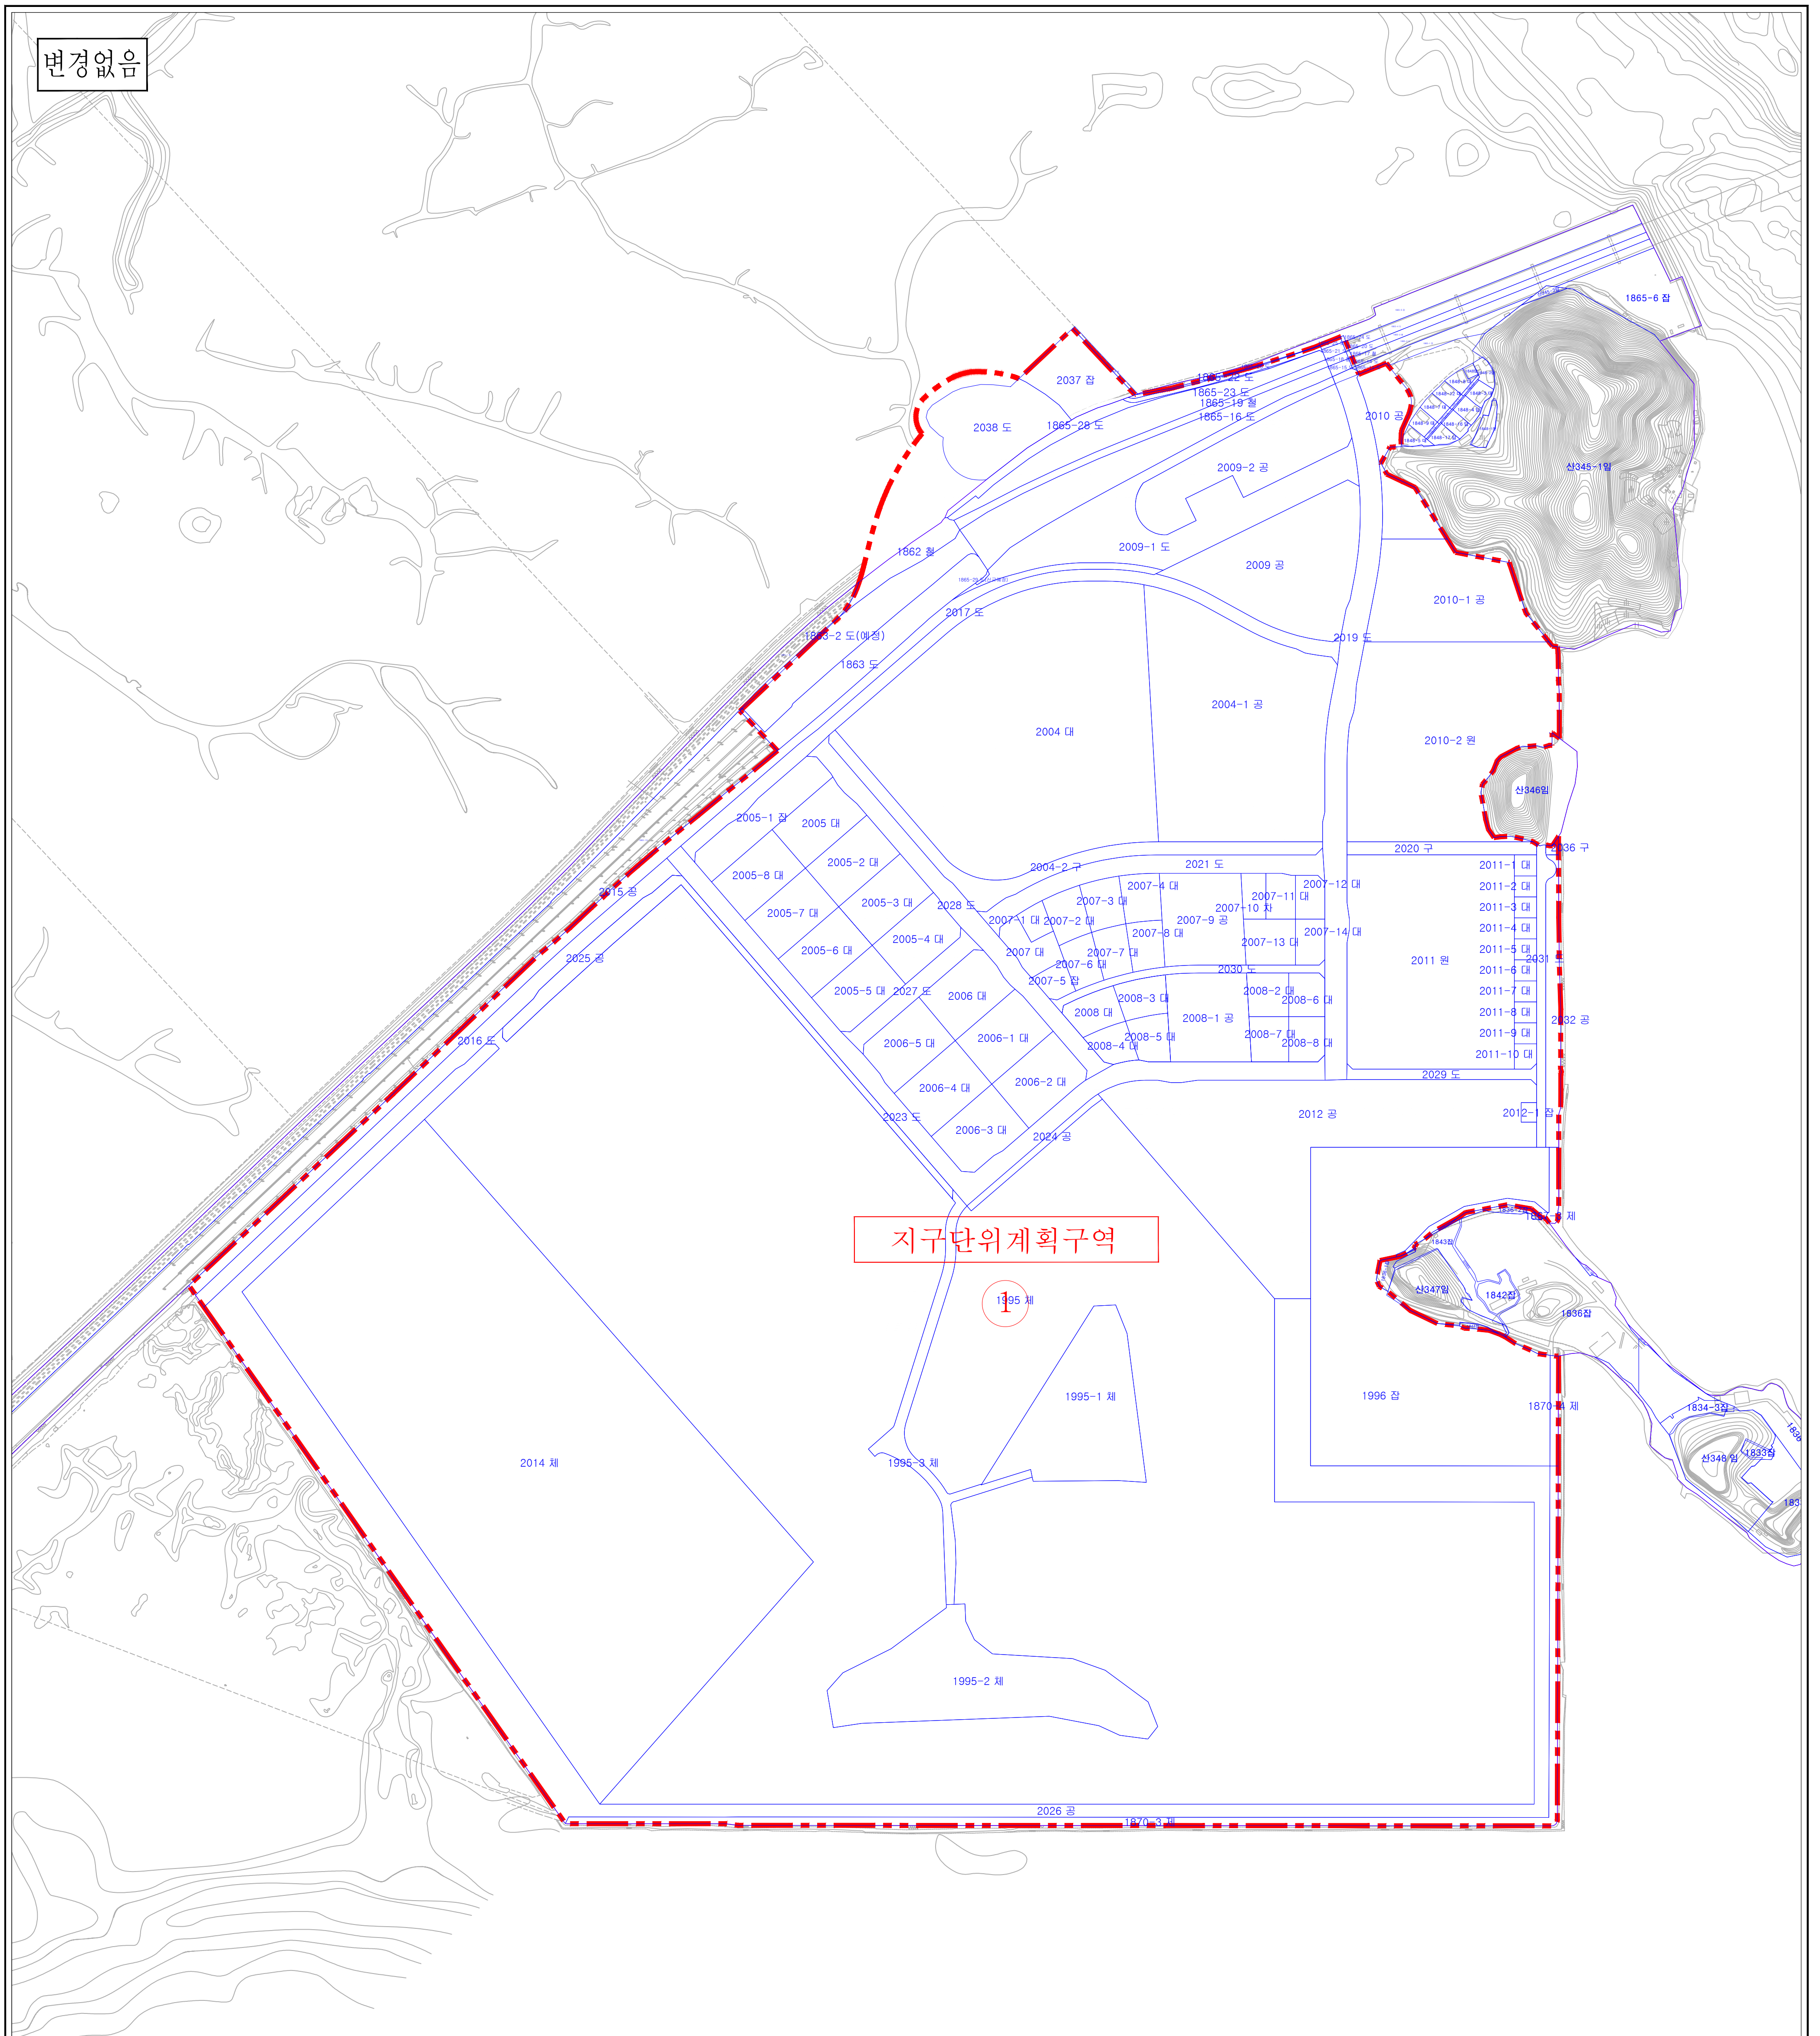 변경없음
1865-6 잡
2037 잡
1865-22 도
1865-23 도
1865-19 철
1865-16 도
2010 공
2038 도
1865-28 도
산345-1임
2009-2 공
2009-1 도
1862 철
2009 공
2010-1 공
2017 도
2019 도
1863-2 도(예정)
1863 도
2004-1 공
2004 대
2010-2 원
산346임
2005-1 잡
2005 대
2020 구
2036 구
2005-2 대
2004-2 구
2021 도
2011-1 대
2005-8 대
2007-4 대
2007-12 대
2011-2 대
2015 공
2007-3 대
2007-11 대
2005-3 대
2028 도
2007-10 차
2011-3 대
2005-7 대
2007-1 대
2007-2 대
2007-9 공
2011-4 대
2005-4 대
2007-8 대
2007-14 대
2005-6 대
2007 대
2007-7 대
2007-13 대
2011-5 대
2025 공
2011 원
2031 도
2007-6 대
2030 도
2011-6 대
2007-5 잡
2005-5 대
2027 도
2006 대
2008-3 대
2008-2 대
2008-6 대
2011-7 대
2008 대
2008-1 공
2011-8 대
2032 공
2016 도
2006-5 대
2006-1 대
2008-5 대
2008-4 대
2008-7 대
2008-8 대
2011-9 대
2011-10 대
2006-4 대
2006-2 대
2029 도
2023 도
2012 공
2012-1 잡
2006-3 대
2024 공
지구단위계획구역
1843잡
산347임
1842잡
1836잡
1995 체
1
1995-1 체
1996 잡
1870-4 제
1834-3잡
1833잡
산348 임
2014 체
1995-3 체
1995-2 체
2026 공
1870-3 제